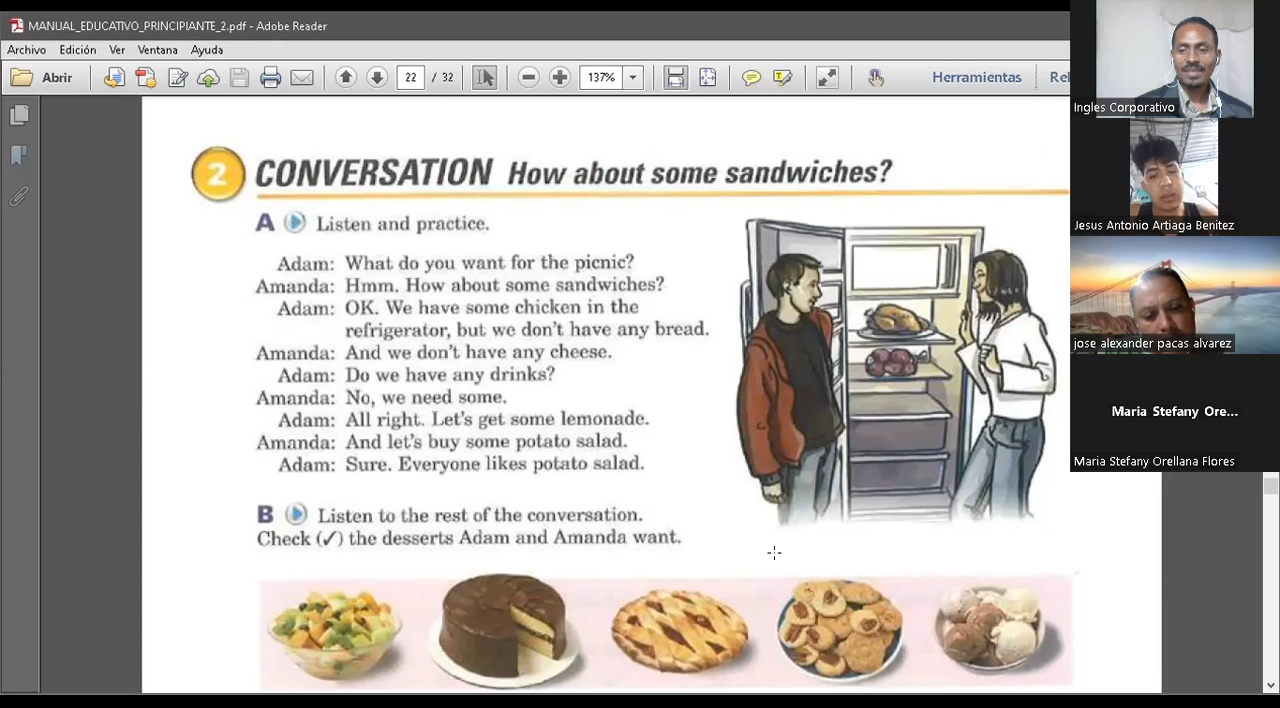 MANUAL_EDUCATIVO_PRINCIPIANTE_2.pdf - Adobe Reader
Archivo Edición Ver Ventana Ayuda
Abrir 22 / 32 137% Herramientas
2 CONVERSATION How about some sandwiches?
A Listen and practice.
Adam: What do you want for the picnic?
Amanda: Hmm. How about some sandwiches?
Adam: OK. We have some chicken in the
refrigerator, but we don't have any bread.
Amanda: And we don't have any cheese.
Adam: Do we have any drinks?
Amanda: No, we need some.
Adam: All right. Let's get some lemonade.
Amanda: And let's buy some potato salad.
Adam: Sure. Everyone likes potato salad.
B Listen to the rest of the conversation.
Check (✓) the desserts Adam and Amanda want.
Ingles Corporativo
Jesus Antonio Artiaga Benitez
jose alexander pacas alvarez
Maria Stefany Ore...
Maria Stefany Orellana Flores